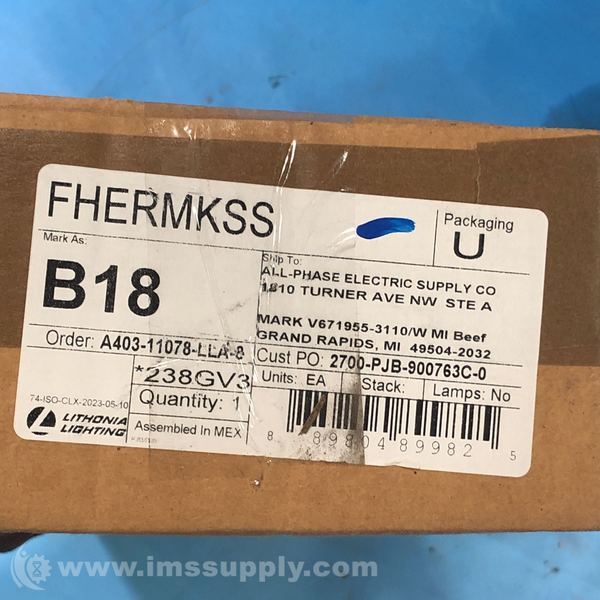 FHERMKSS
Packaging
U
Mark As:
B18
Ship To:
ALL-PHASE ELECTRIC SUPPLY CO
1810 TURNER AVE NW STE A
MARK V671955-3110/W MI Beef
GRAND RAPIDS, MI 49504-2032
Order: A403-11078-LLA-8
Cust PO: 2700-PJB-900763C-0
*238GV3
Units: EA Stack: Lamps: No
Quantity: 1
74-ISO-CLX-2023-05-10
LITHONIA
LIGHTING
Assembled In MEX
8 89804 89982 5
www.imssupply.com